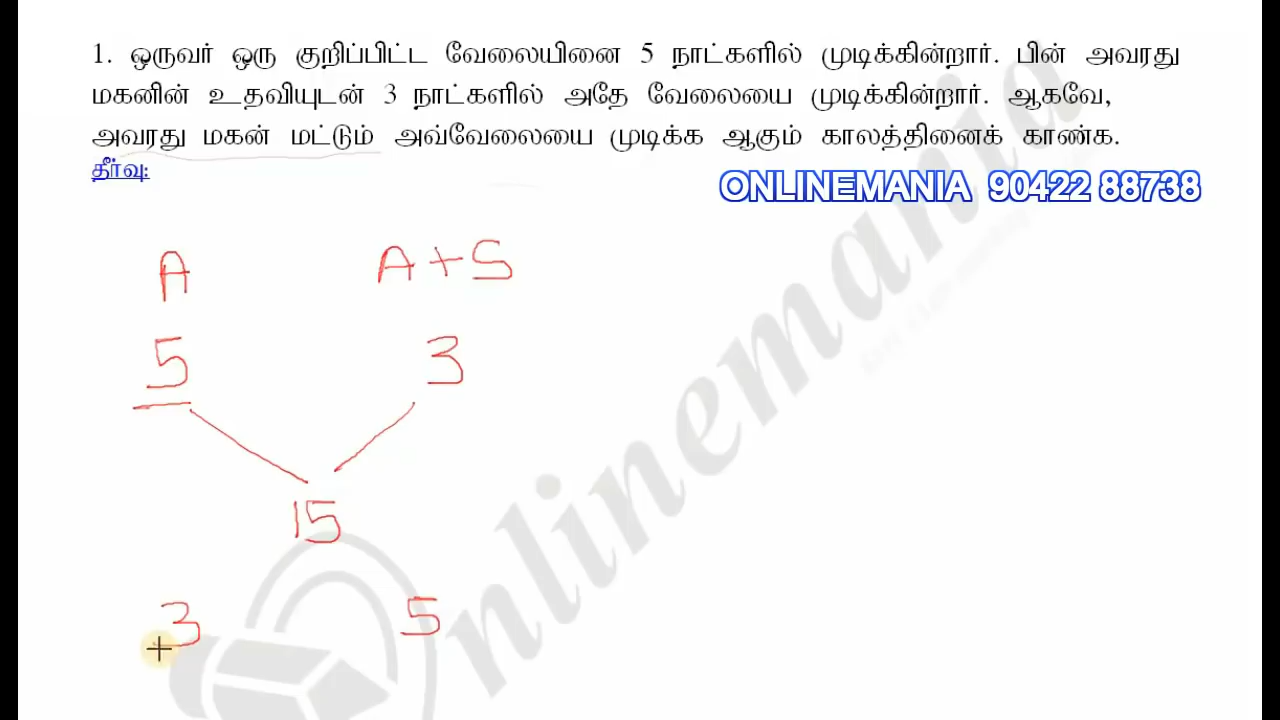 1. ஒருவர் ஒரு குறிப்பிட்ட வேலையினை 5 நாட்களில் முடிக்கின்றார். பின் அவரது
மகனின் உதவியுடன் 3 நாட்களில் அதே வேலையை முடிக்கின்றார். ஆகவே,
அவரது மகன் மட்டும் அவ்வேலையை முடிக்க ஆகும் காலத்தினைக் காண்க.
தீர்வு:
ONLINEMANIA 90422 88738
A A+S
5 3
15
3 5
nlinemania